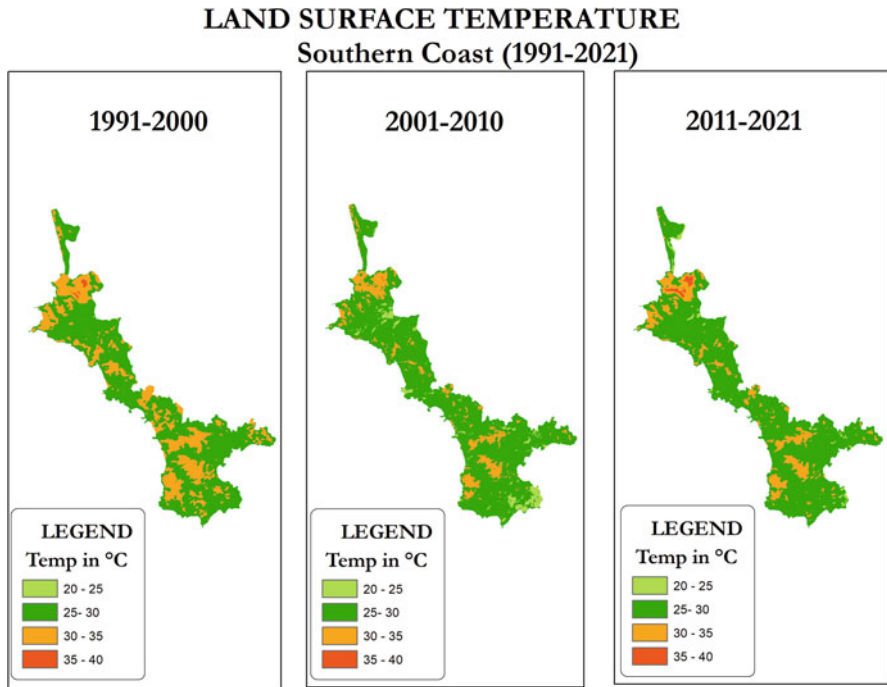 LAND SURFACE TEMPERATURE
Southern Coast (1991-2021)
1991-2000
LEGEND
Temp in °C
20 - 25
25- 30
30 - 35
35 - 40
2001-2010
LEGEND
Temp in °C
20 - 25
25- 30
30 - 35
35 - 40
2011-2021
LEGEND
Temp in °C
20 - 25
25- 30
30 - 35
35 - 40